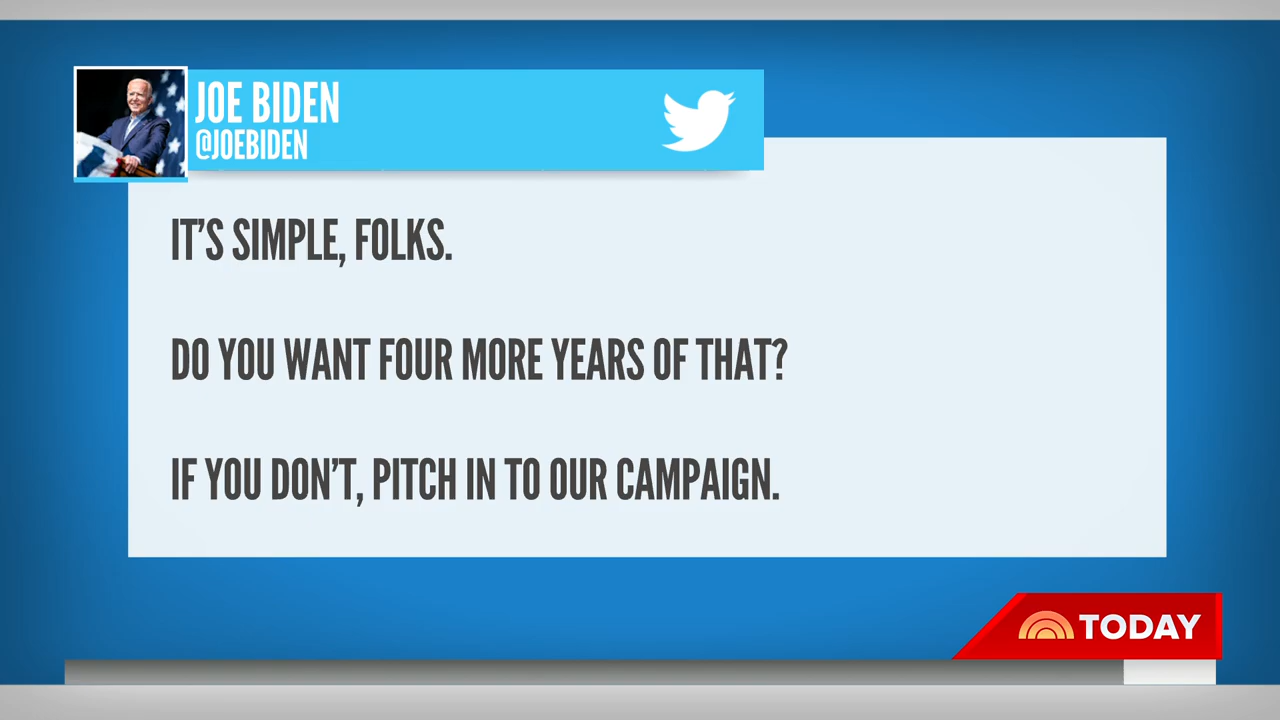 JOE BIDEN
@JOEBIDEN
IT'S SIMPLE, FOLKS.
DO YOU WANT FOUR MORE YEARS OF THAT?
IF YOU DON'T, PITCH IN TO OUR CAMPAIGN.
TODAY